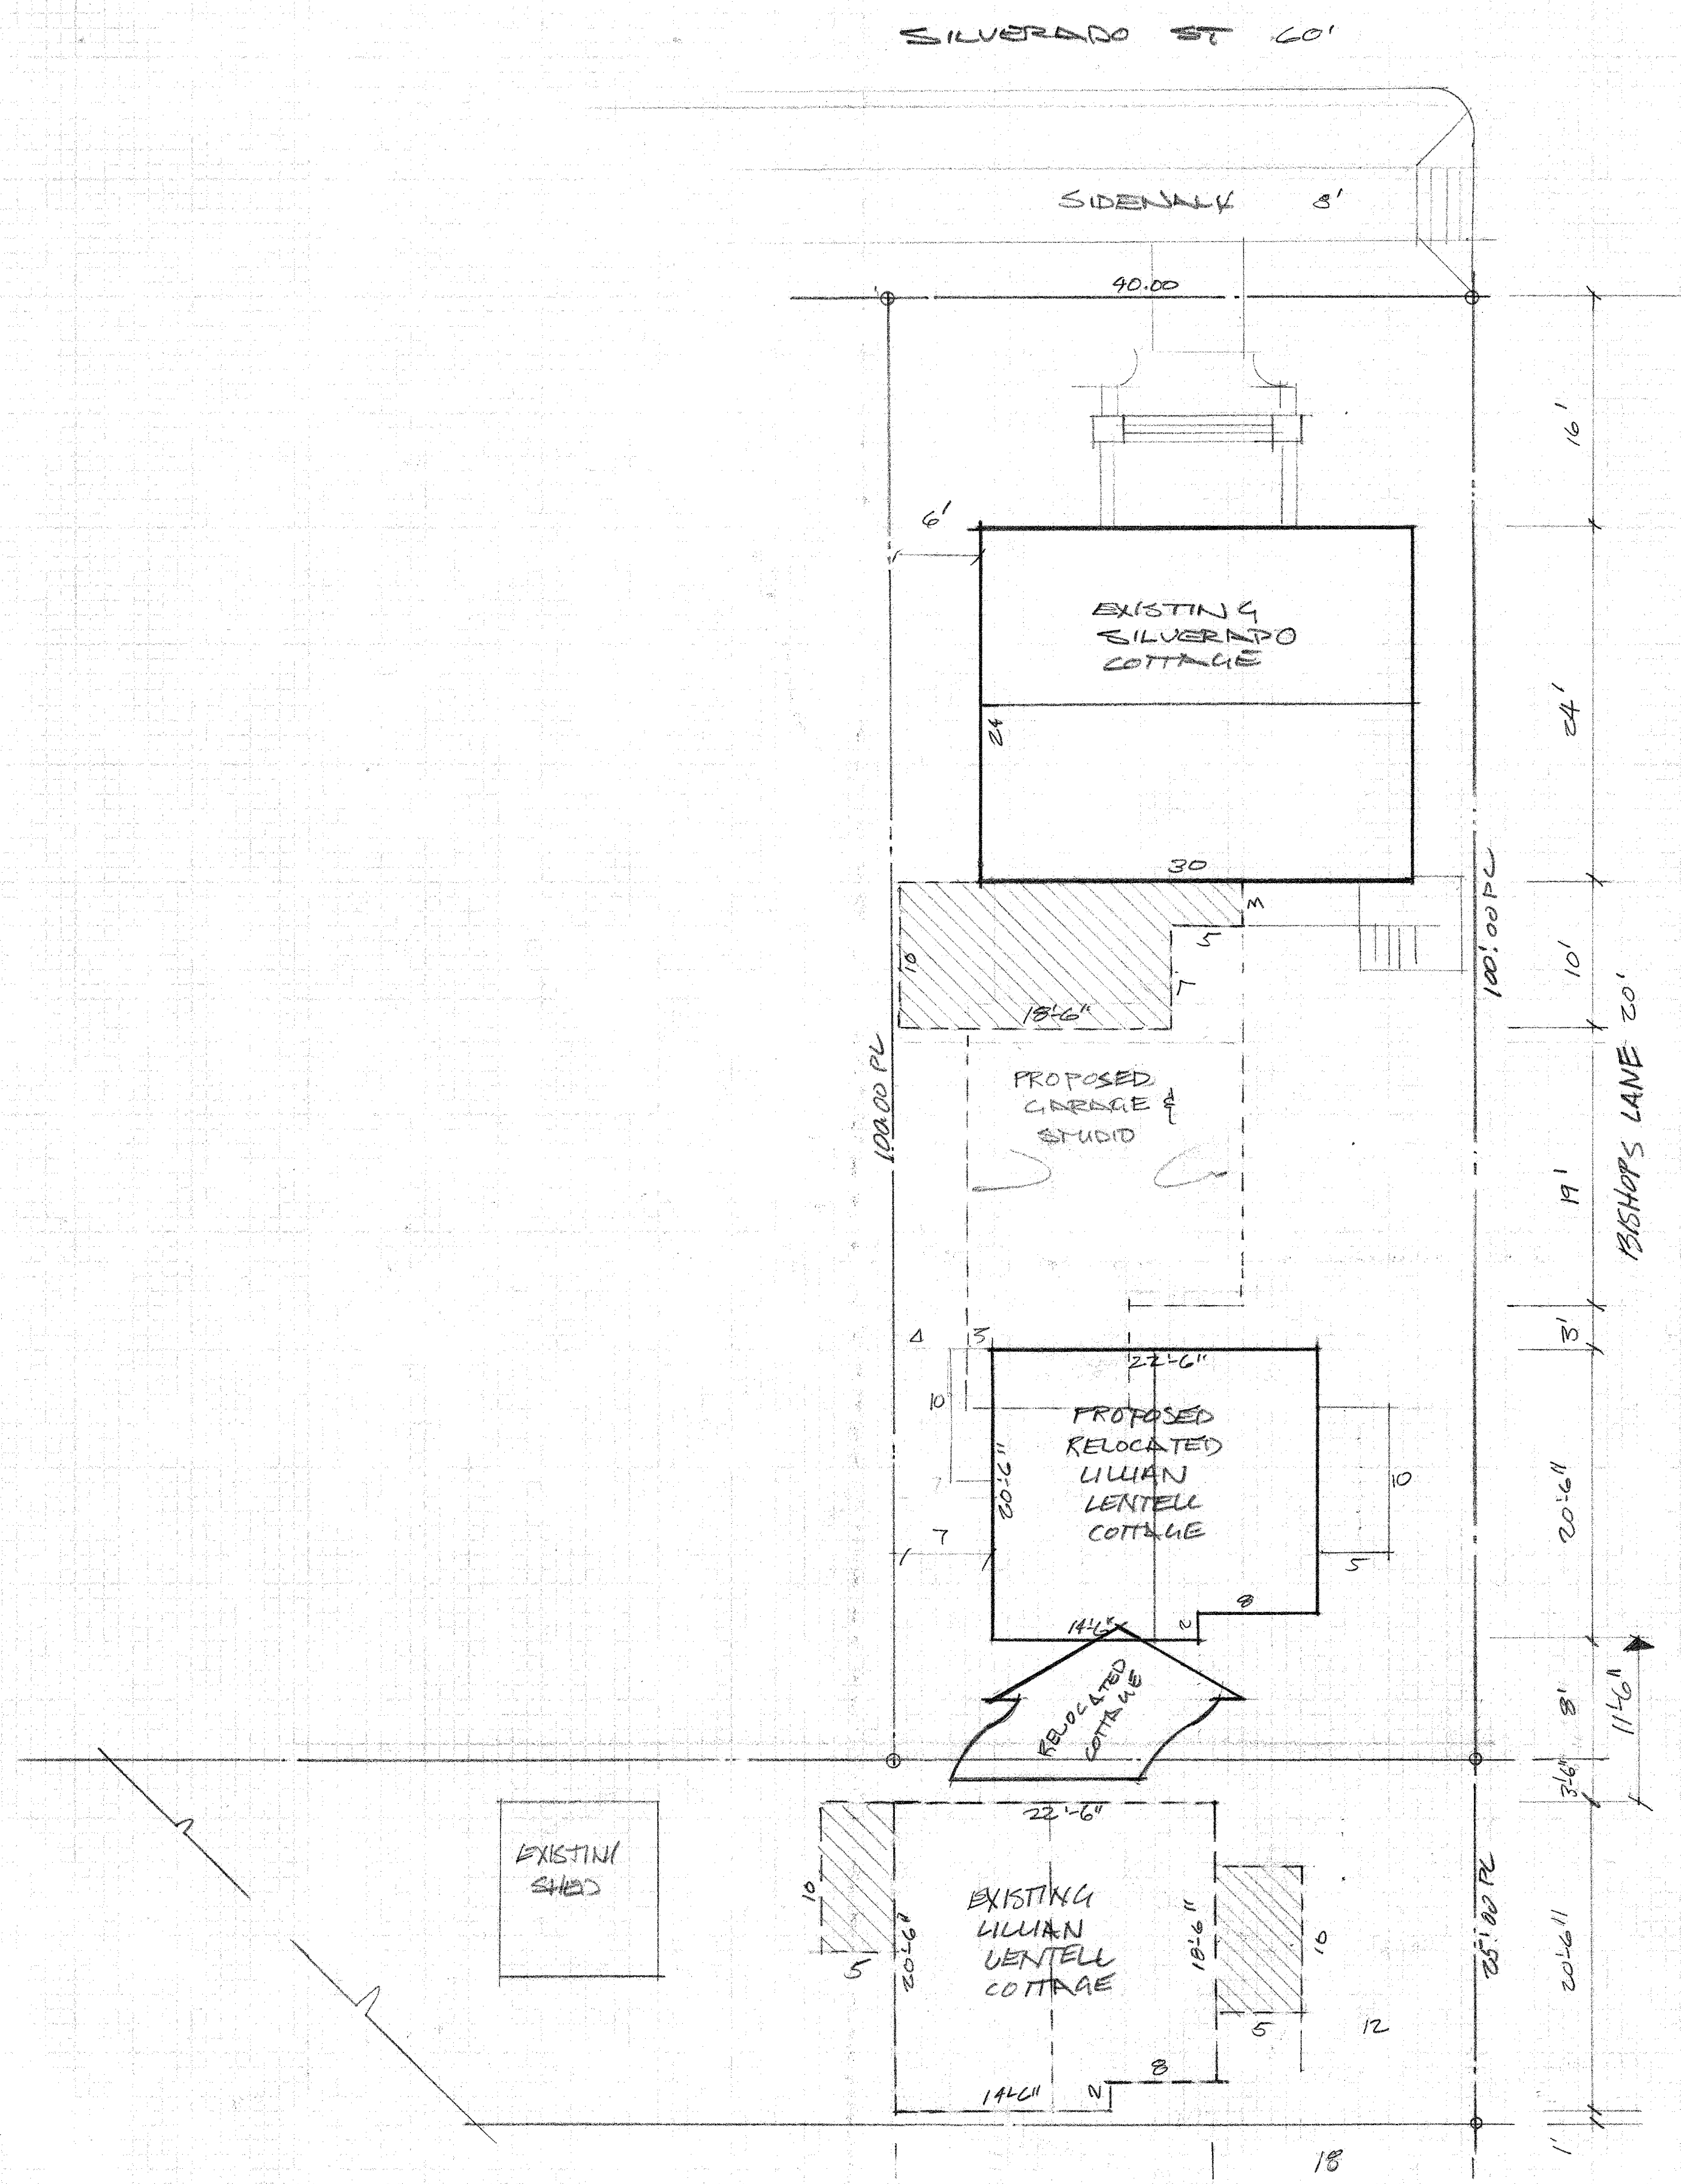 SILVERADO ST 60'
SIDEWALK 8'
40.00
16'
6'
EXISTING
SILVERADO
COTTAGE
24'
24
30
100'.00 PL
3
5
10
7
10'
18'-6"
BISHOPS LANE 20'
100.00 PL
PROPOSED
GARAGE &
STUDIO
19'
4
3
3'
22'-6"
10
PROPOSED
RELOCATED
LILLIAN
LENTELL
COTTAGE
20'-6"
10
20'-6"
7
5
8
14'-6"
2
RELOCATED
COTTAGE
8'
11'-6"
3'-6"
22'-6"
EXISTING
SHED
10
5
20'-6"
EXISTING
LILLIAN
LENTELL
COTTAGE
18'-6"
10
5
12
25'.00 PL
20'-6"
8
14'-6"
2
1'
18